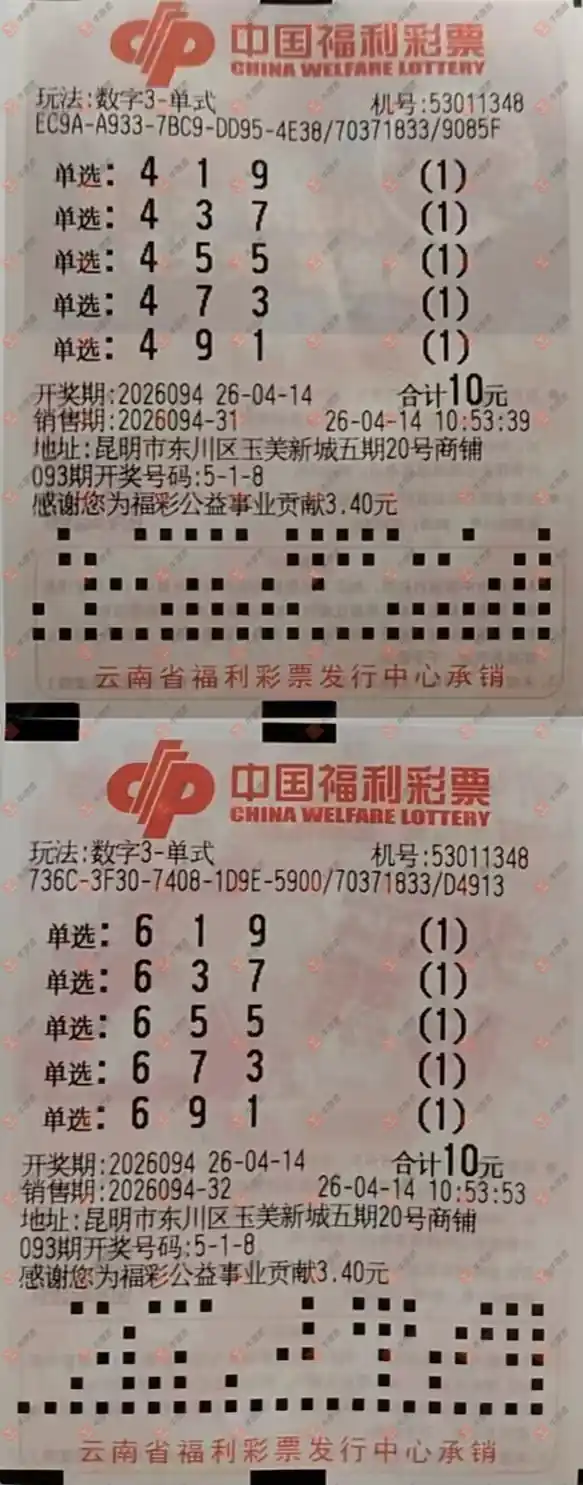 中国福利彩票
CHINA WELFARE LOTTERY
玩法:数字3-单式 机号:53011348
EC9A-A933-7BC9-DD95-4E38/70371833/9085F
单选: 4 1 9 (1)
单选: 4 3 7 (1)
单选: 4 5 5 (1)
单选: 4 7 3 (1)
单选: 4 9 1 (1)
开奖期:2026094 26-04-14 合计10元
销售期:2026094-31 26-04-14 10:53:39
地址:昆明市东川区玉美新城五期20号商铺
093期开奖号码:5-1-8
感谢您为福彩公益事业贡献3.40元
云南省福利彩票发行中心承销
中国福利彩票
CHINA WELFARE LOTTERY
玩法:数字3-单式 机号:53011348
736C-3F30-7408-1D9E-5900/70371833/D4913
单选: 6 1 9 (1)
单选: 6 3 7 (1)
单选: 6 5 5 (1)
单选: 6 7 3 (1)
单选: 6 9 1 (1)
开奖期:2026094 26-04-14 合计10元
销售期:2026094-32 26-04-14 10:53:53
地址:昆明市东川区玉美新城五期20号商铺
093期开奖号码:5-1-8
感谢您为福彩公益事业贡献3.40元
云南省福利彩票发行中心承销